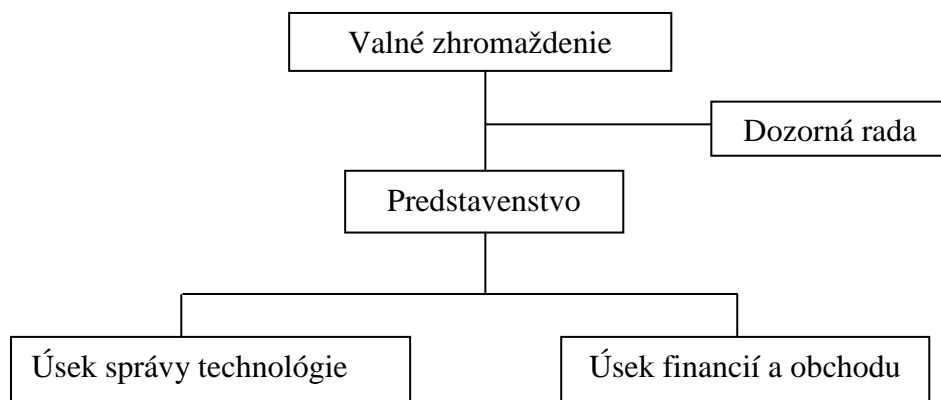 Valné zhromaždenie
Dozorná rada
Predstavenstvo
Úsek správy technológie
Úsek financií a obchodu